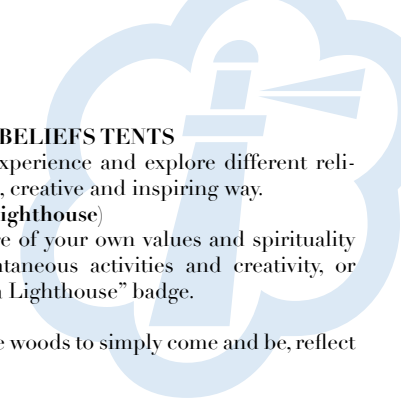 BELIEFS TENTS
xperience and explore different reli-
, creative and inspiring way.
ighthouse)
e of your own values and spirituality
ntaneous activities and creativity, or
n Lighthouse” badge.
e woods to simply come and be, reflect